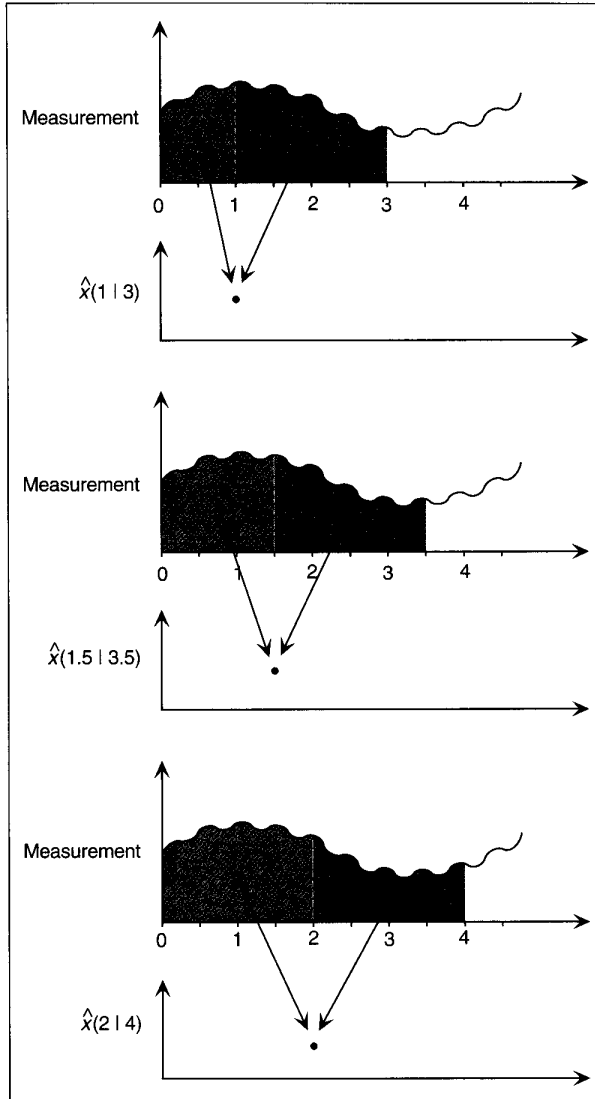 Measurement
0 1 2 3 4
x̂(1 | 3)
Measurement
0 1 2 3 4
x̂(1.5 | 3.5)
Measurement
0 1 2 3 4
x̂(2 | 4)